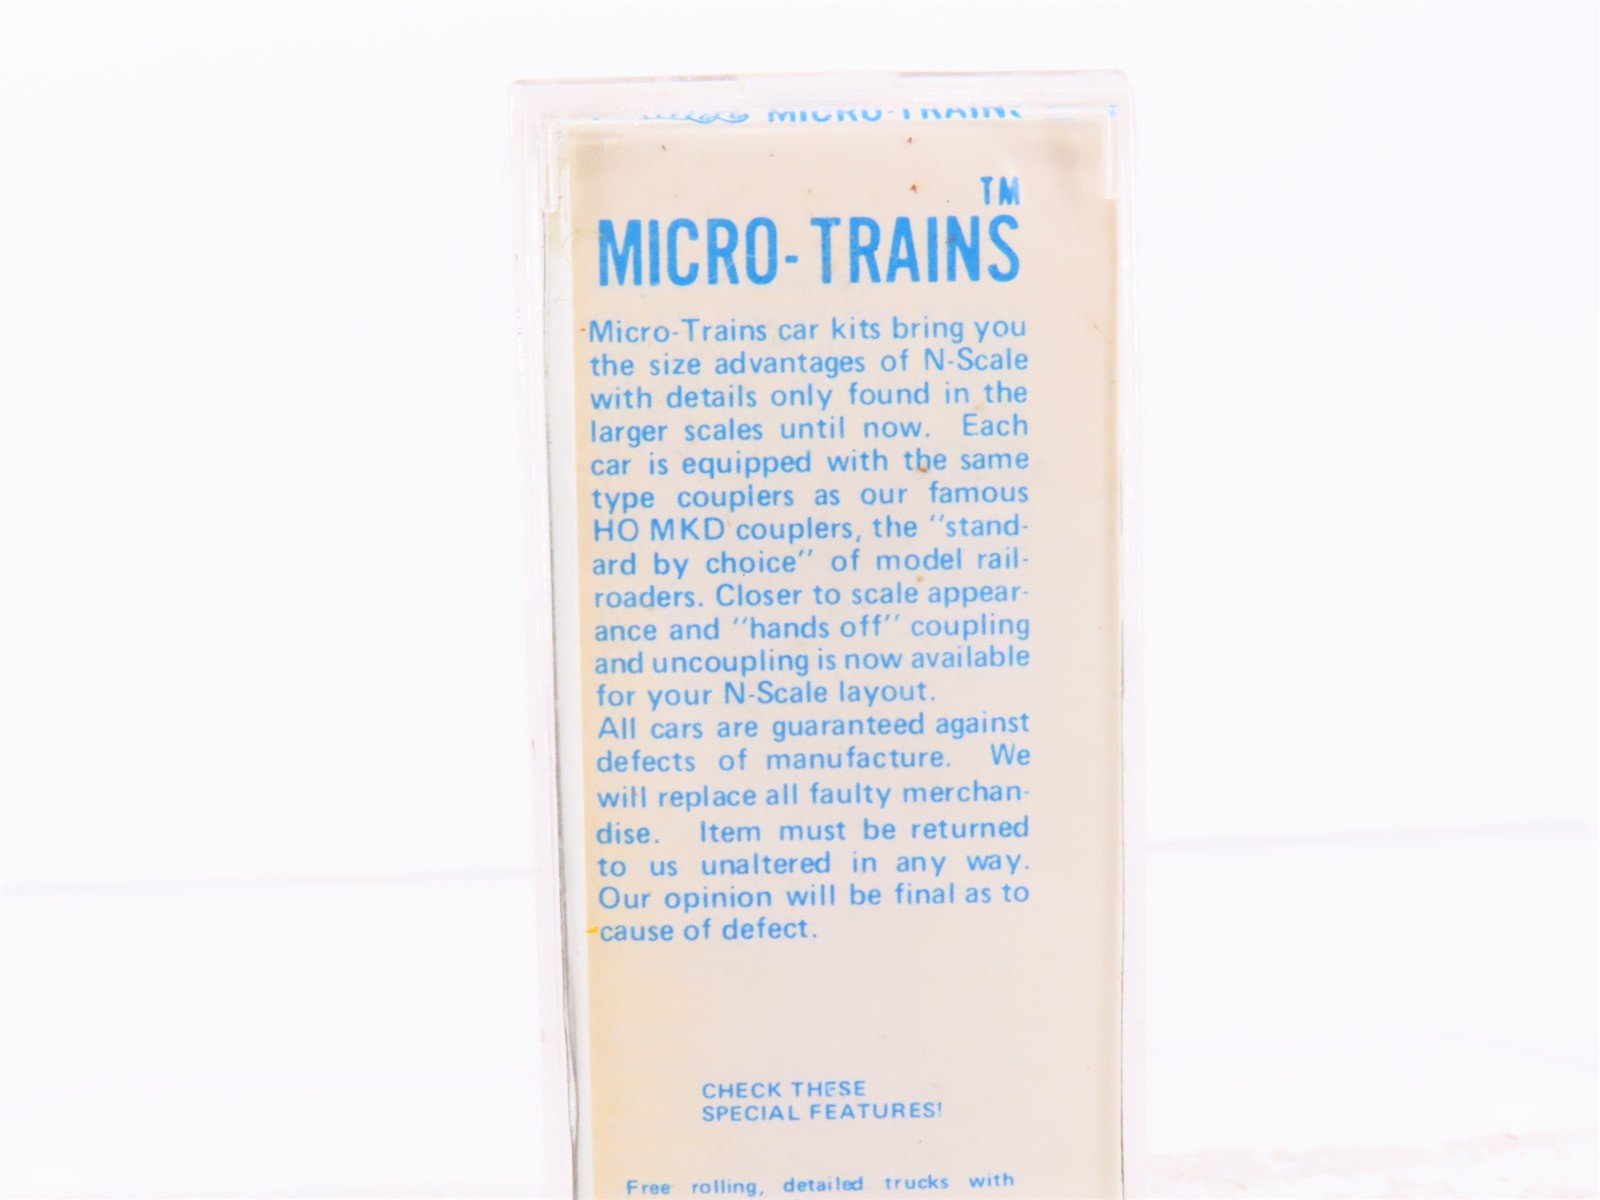 MICRO-TRAINS
TM
MICRO-TRAINS
Micro-Trains car kits bring you
the size advantages of N-Scale
with details only found in the
larger scales until now. Each
car is equipped with the same
type couplers as our famous
HO MKD couplers, the "stand-
ard by choice" of model rail-
roaders. Closer to scale appear-
ance and "hands off" coupling
and uncoupling is now available
for your N-Scale layout.
All cars are guaranteed against
defects of manufacture. We
will replace all faulty merchan-
dise. Item must be returned
to us unaltered in any way.
Our opinion will be final as to
cause of defect.
CHECK THESE
SPECIAL FEATURES!
Free rolling, detailed trucks with